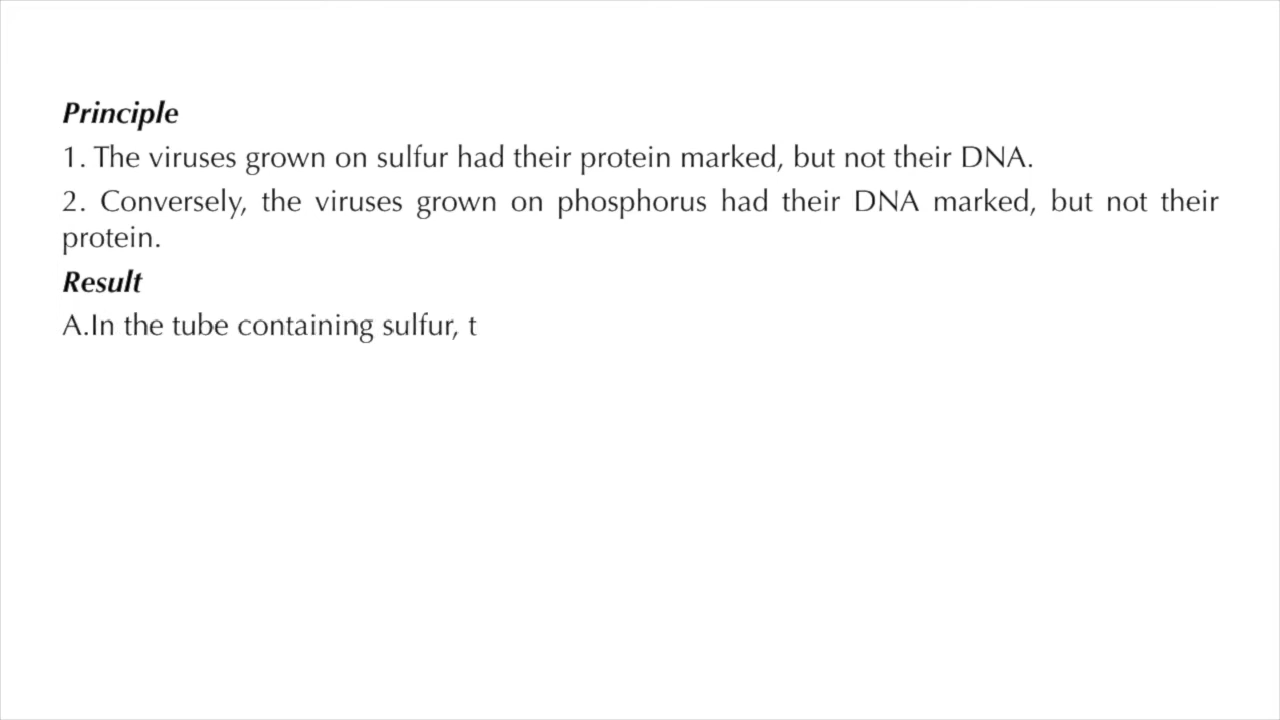 Principle
1. The viruses grown on sulfur had their protein marked, but not their DNA.
2. Conversely, the viruses grown on phosphorus had their DNA marked, but not their
protein.
Result
A.In the tube containing sulfur, t